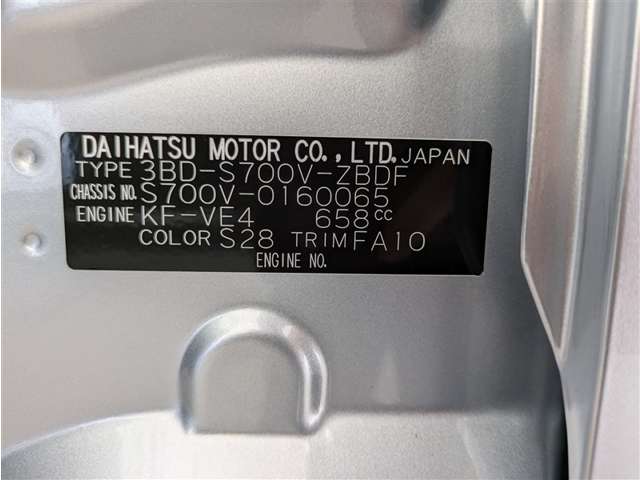 DAIHATSU MOTOR CO.,LTD. JAPAN
TYPE 3BD-S700V-ZBDF
CHASSIS NO. S700V-0160065
ENGINE KF-VE4 658cc
COLOR S28 TRIM FA10
ENGINE NO.